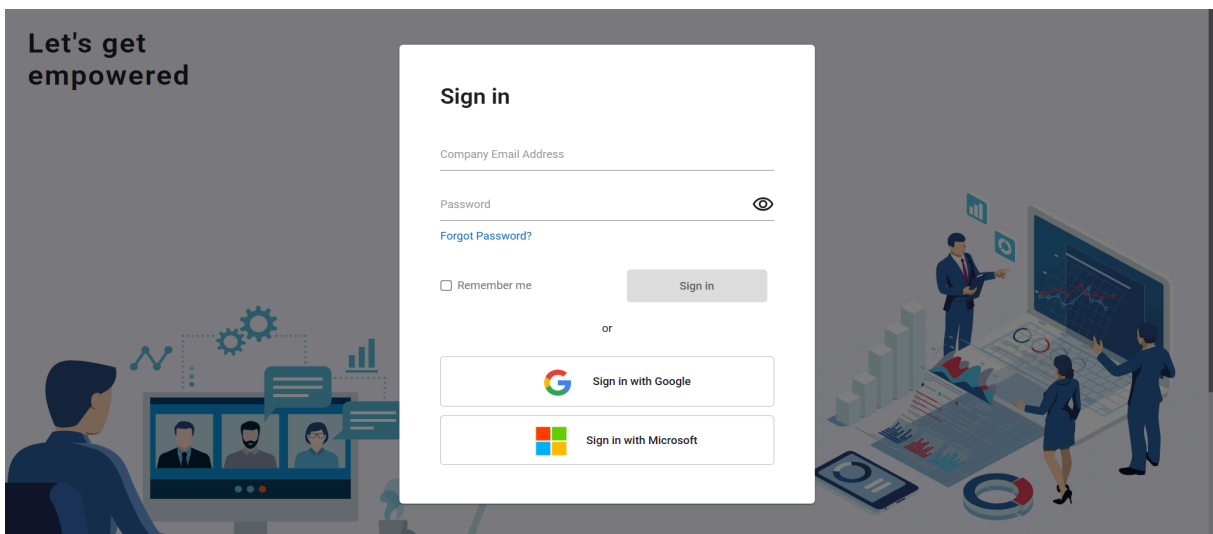 Let's get
empowered
Sign in
Company Email Address
Password
Forgot Password?
Remember me
Sign in
or
Sign in with Google
Sign in with Microsoft